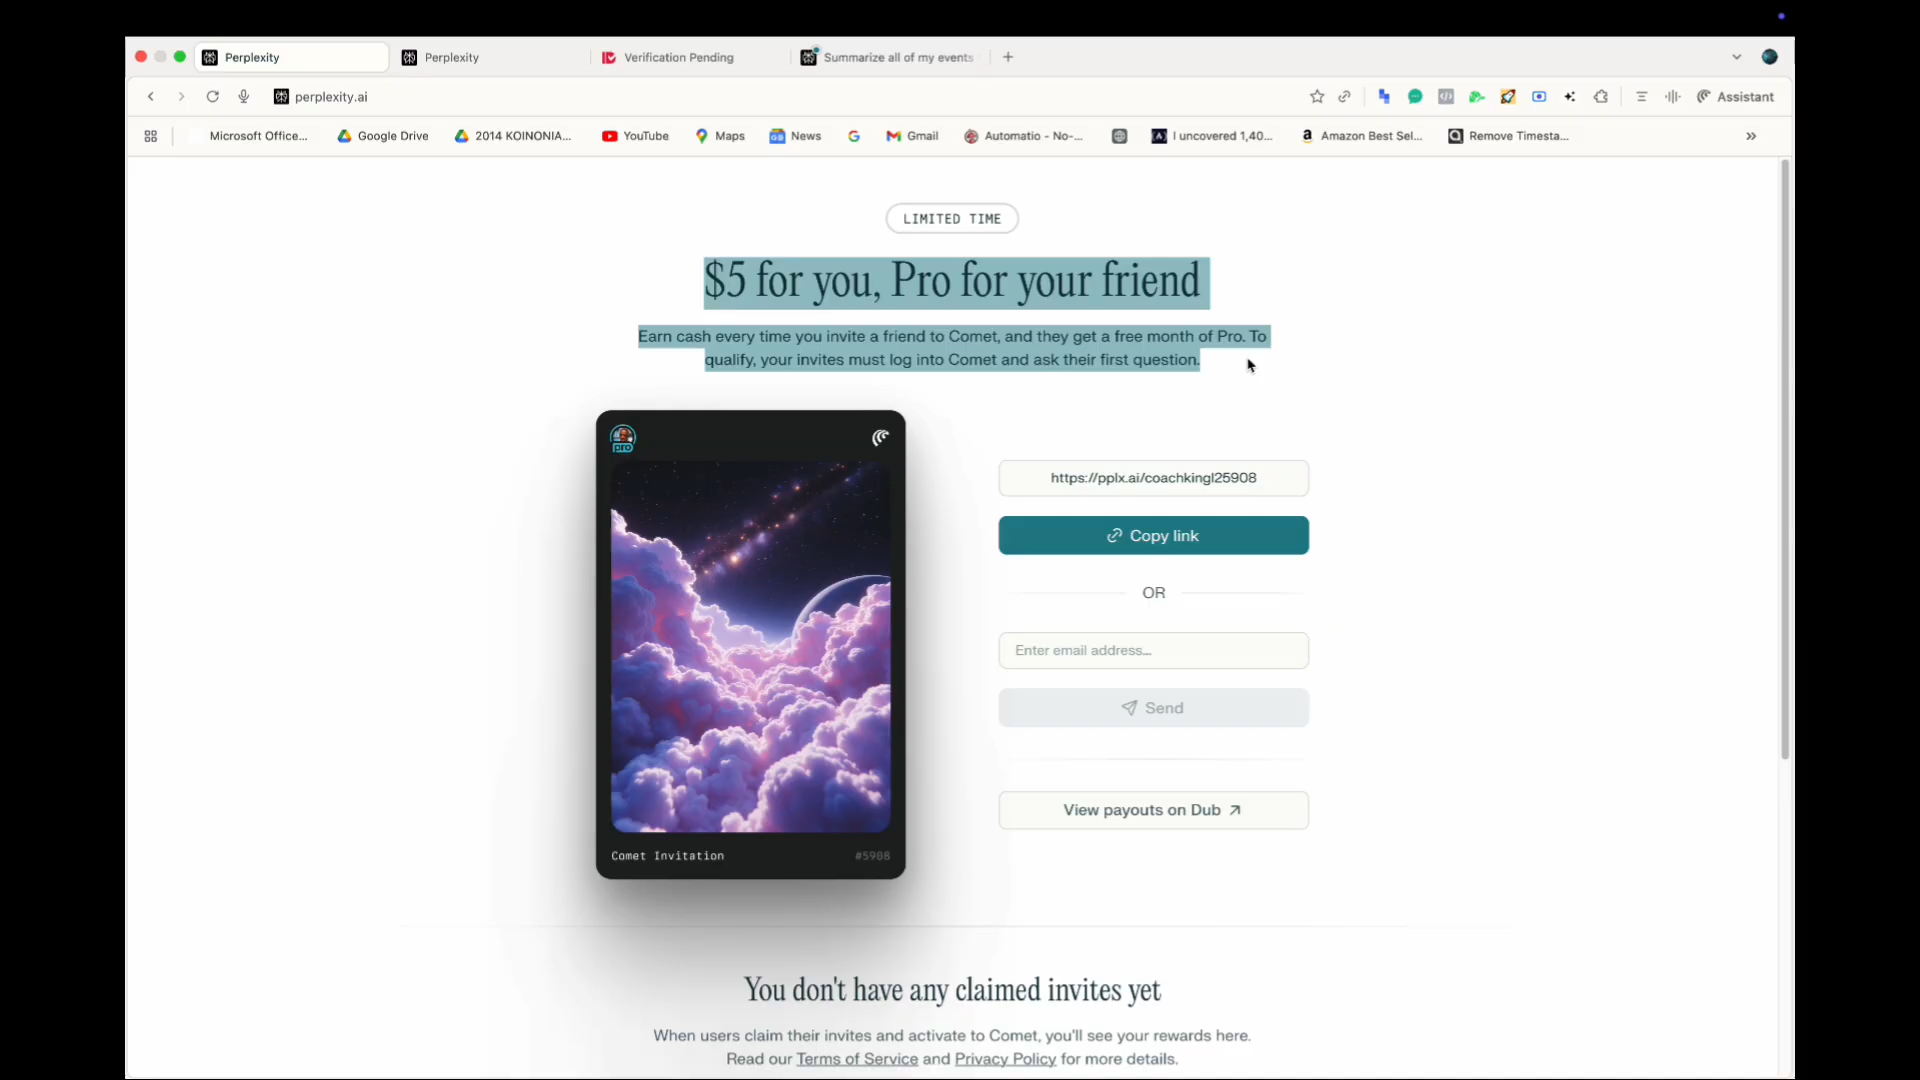 Perplexity
Perplexity
Verification Pending
Summarize all of my events
perplexity.ai
Assistant
Microsoft Office...
Google Drive
2014 KOINONIA...
YouTube
Maps
News
Gmail
Automatio - No-...
I uncovered 1,40...
Amazon Best Sel...
Remove Timesta...
LIMITED TIME
$5 for you, Pro for your friend
Earn cash every time you invite a friend to Comet, and they get a free month of Pro. To
qualify, your invites must log into Comet and ask their first question.
pro
https://pplx.ai/coachkingl25908
Copy link
OR
Enter email address...
Send
View payouts on Dub
Comet Invitation
#5908
You don't have any claimed invites yet
When users claim their invites and activate to Comet, you'll see your rewards here.
Read our Terms of Service and Privacy Policy for more details.